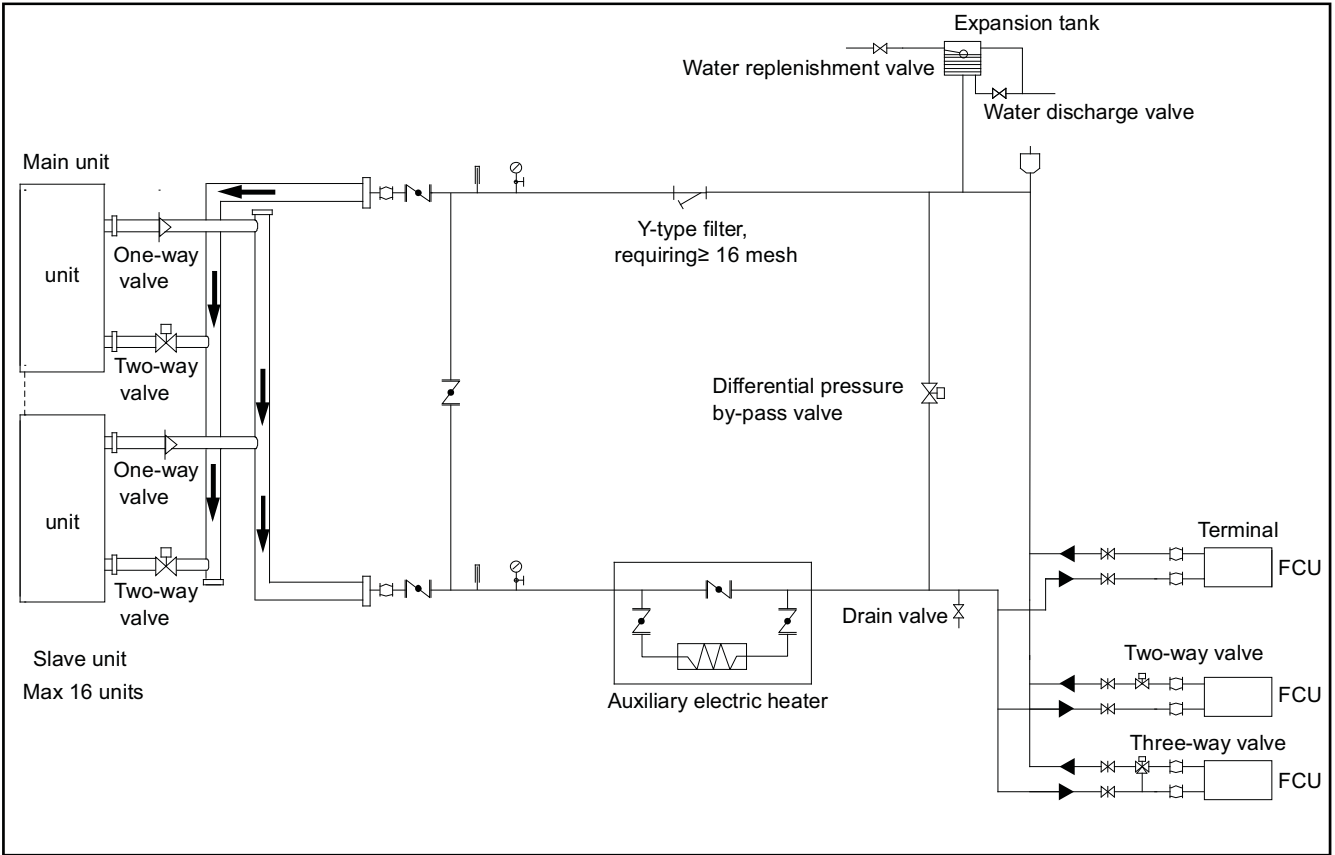 Expansion tank
Water replenishment valve
Water discharge valve
Main unit
unit
One-way
valve
Two-way
valve
Y-type filter,
requiring≥ 16 mesh
Differential pressure
by-pass valve
unit
One-way
valve
Two-way
valve
Slave unit
Max 16 units
Auxiliary electric heater
Drain valve
Terminal
FCU
Two-way valve
FCU
Three-way valve
FCU